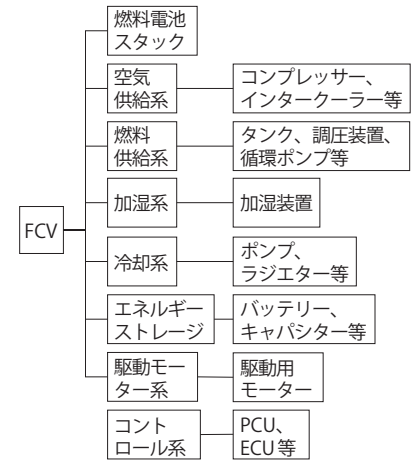 燃料電池
スタック
空気
供給系
コンプレッサー、
インタークーラー等
燃料
供給系
タンク、調圧装置、
循環ポンプ等
加湿系
加湿装置
FCV
冷却系
ポンプ、
ラジエター等
エネルギー
ストレージ
バッテリー、
キャパシター等
駆動モー
ター系
駆動用
モーター
コント
ロール系
PCU、
ECU等